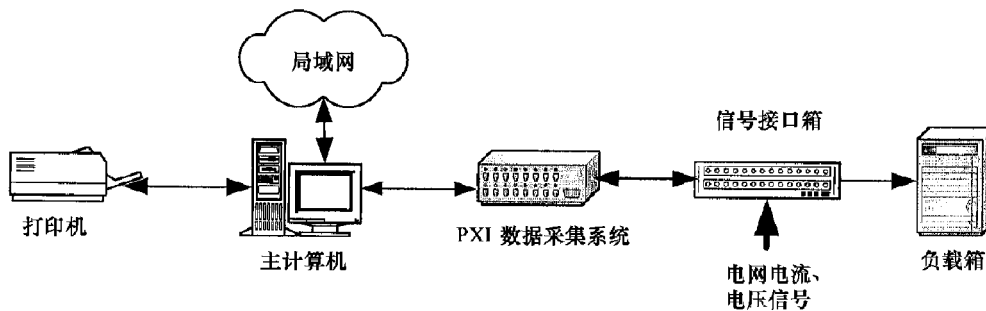 局域网
信号接口箱
打印机
主计算机
PXI 数据采集系统
电网电流、
电压信号
负载箱